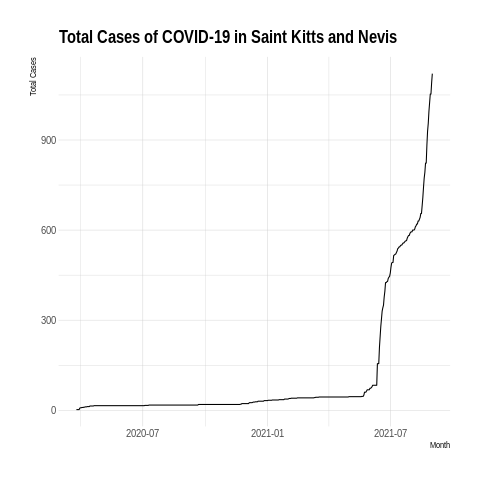 Total Cases of COVID-19 in Saint Kitts and Nevis
Total Cases
900
600
300
0
2020-07 2021-01 2021-07
Month